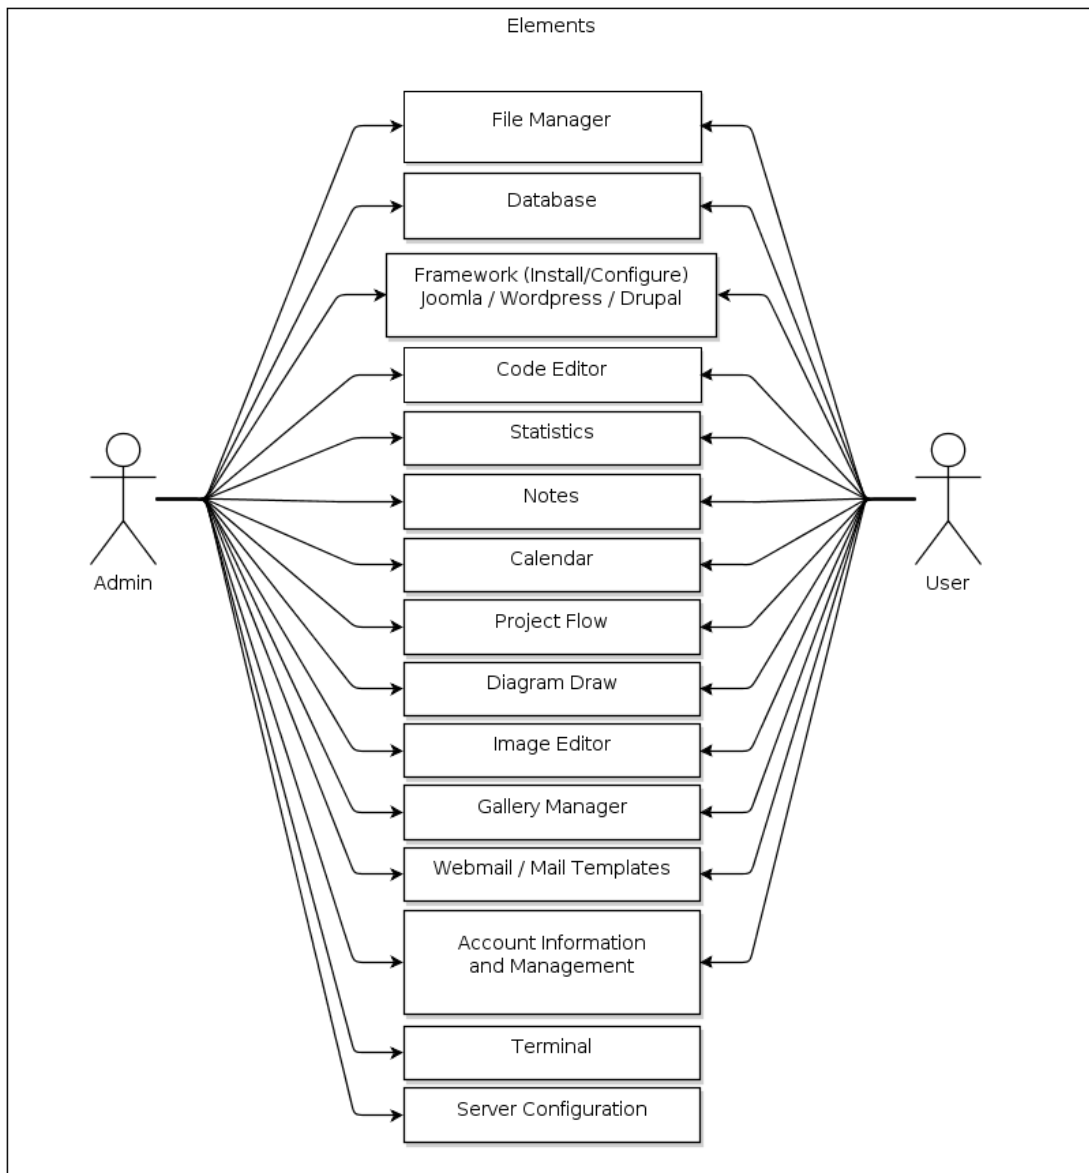 Elements
File Manager
Database
Framework (Install/Configure)
Joomla / Wordpress / Drupal
Code Editor
Statistics
Notes
Calendar
Admin
User
Project Flow
Diagram Draw
Image Editor
Gallery Manager
Webmail / Mail Templates
Account Information
and Management
Terminal
Server Configuration